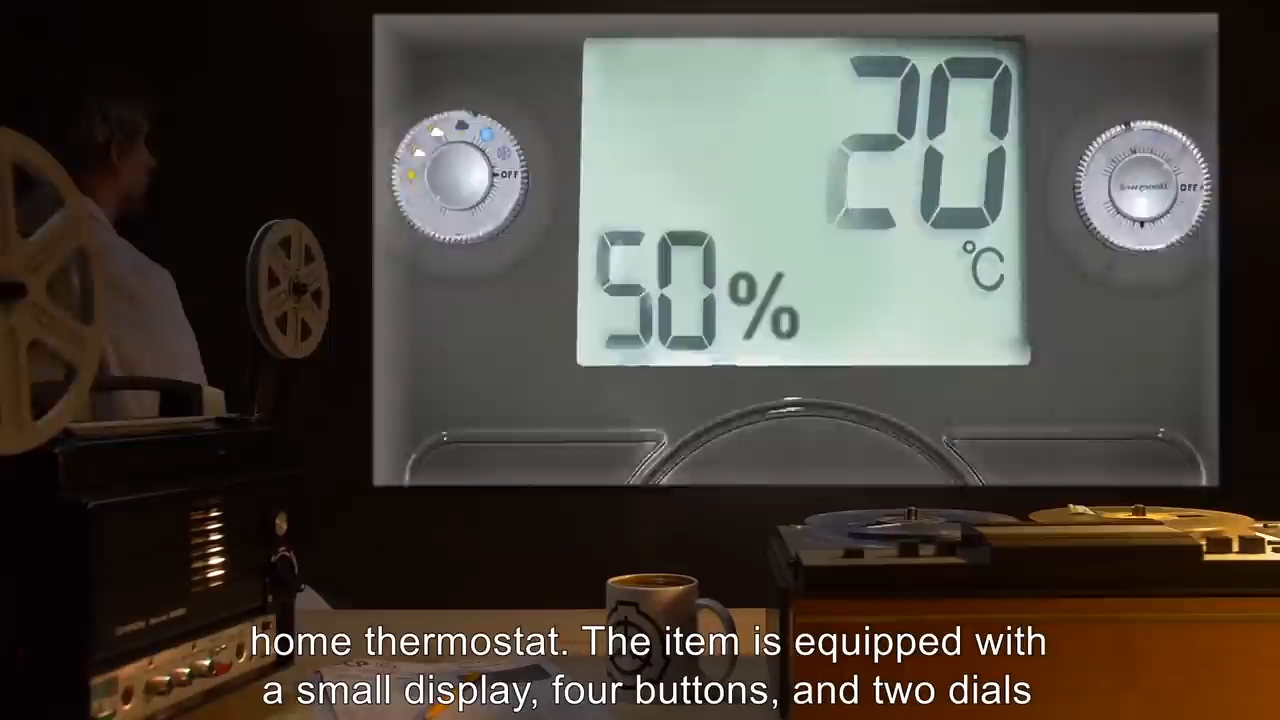 20
°C
50%
OFF
OFF
home thermostat. The item is equipped with
a small display, four buttons, and two dials